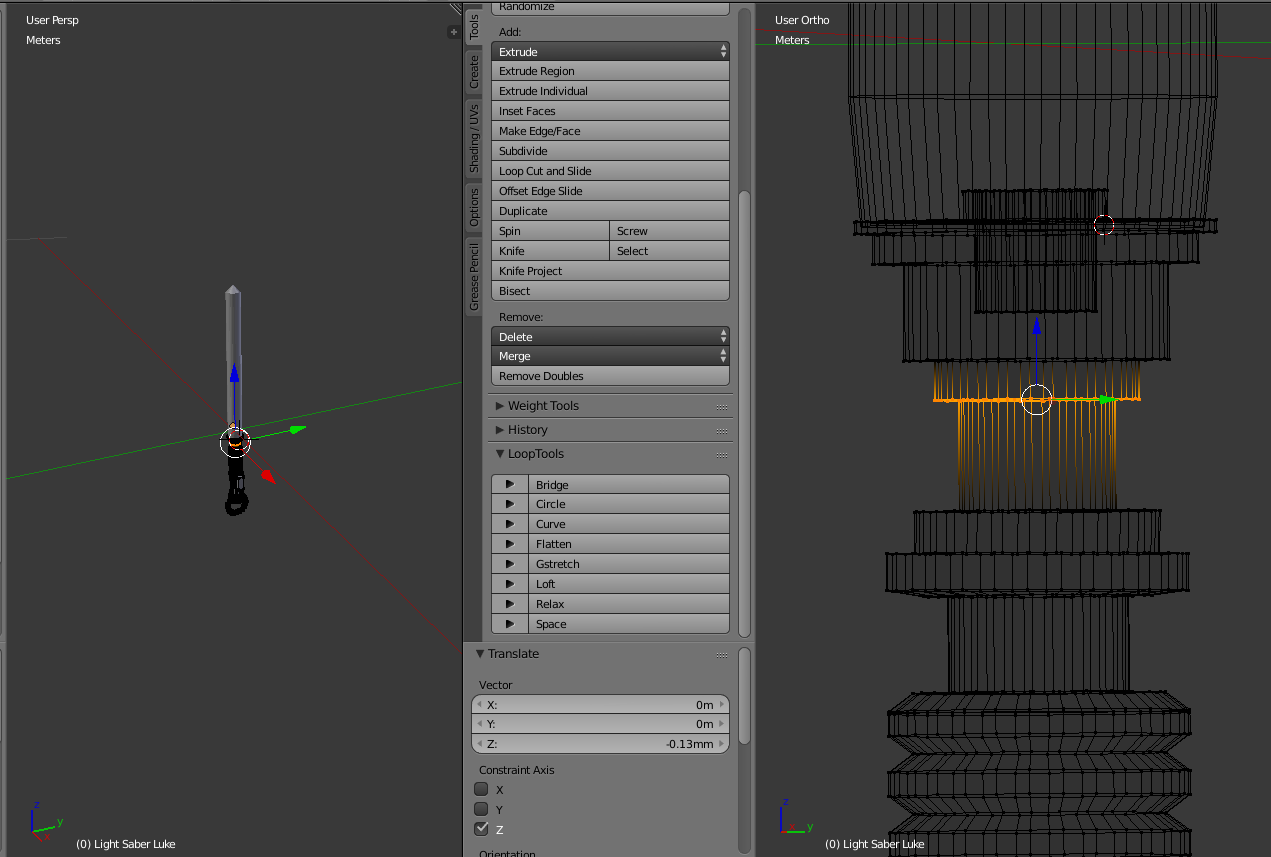 User Persp
Meters
(0) Light Saber Luke
z
y
x
Tools
Create
Shading / UVs
Options
Grease Pencil
Randomize
Add:
Extrude
Extrude Region
Extrude Individual
Inset Faces
Make Edge/Face
Subdivide
Loop Cut and Slide
Offset Edge Slide
Duplicate
Spin Screw
Knife Select
Knife Project
Bisect
Remove:
Delete
Merge
Remove Doubles
Weight Tools
History
LoopTools
Bridge
Circle
Curve
Flatten
Gstretch
Loft
Relax
Space
Translate
Vector
X: 0m
Y: 0m
Z: -0.13mm
Constraint Axis
X
Y
Z
Orientation
User Ortho
Meters
z
x y
(0) Light Saber Luke